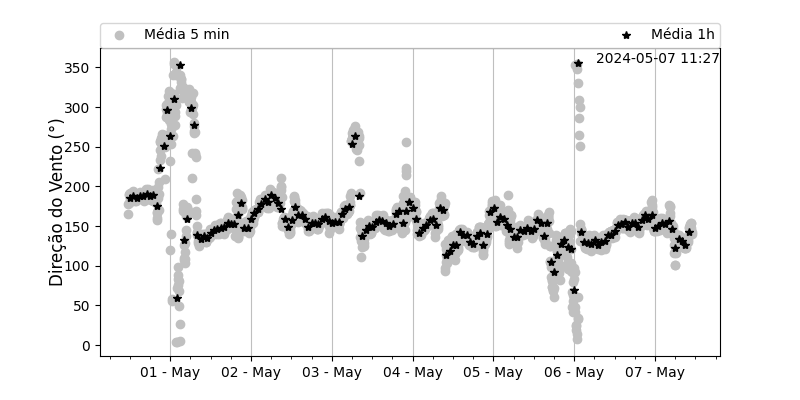 Média 5 min
Média 1h
2024-05-07 11:27
Direção do Vento (°)
350
300
250
200
150
100
50
0
01 - May
02 - May
03 - May
04 - May
05 - May
06 - May
07 - May